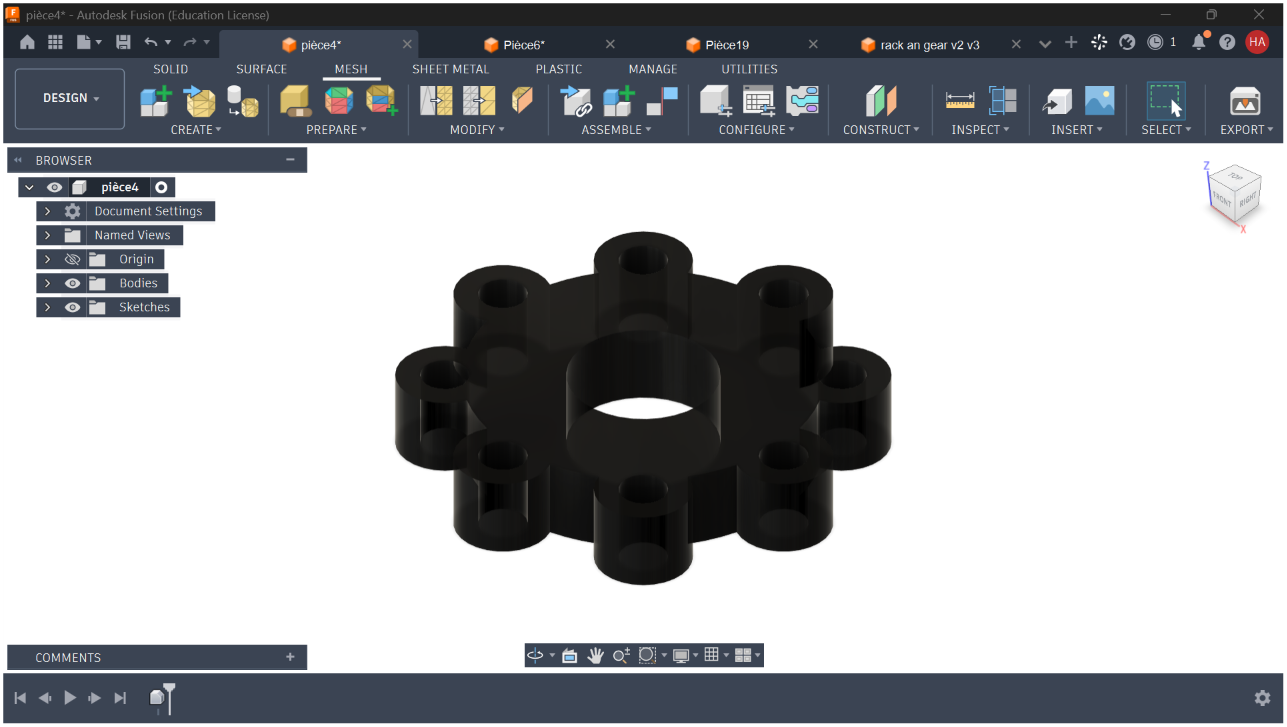 pièce4* - Autodesk Fusion (Education License)
pièce4* Pièce6* Pièce19 rack an gear v2 v3 1 HA
SOLID SURFACE MESH SHEET METAL PLASTIC MANAGE UTILITIES
DESIGN
CREATE PREPARE MODIFY ASSEMBLE CONFIGURE CONSTRUCT INSPECT INSERT SELECT EXPORT
BROWSER
pièce4
Document Settings
Named Views
Origin
Bodies
Sketches
Z
TOP
FRONT RIGHT
X
COMMENTS